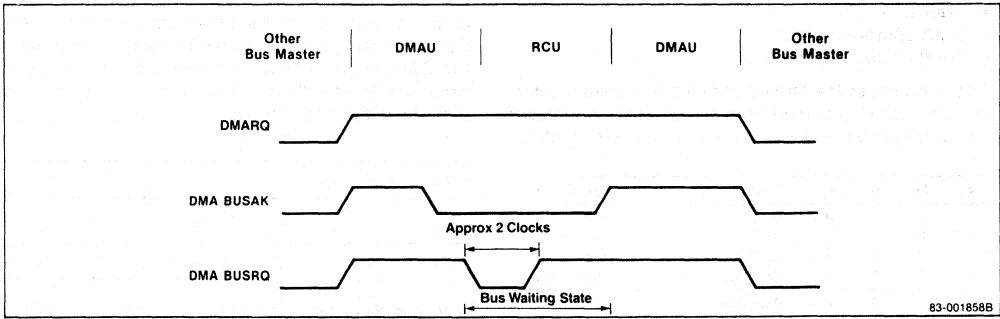 Other
Bus Master
DMAU
RCU
DMAU
Other
Bus Master
DMARQ
DMA BUSAK
Approx 2 Clocks
DMA BUSRQ
Bus Waiting State
83-001858B